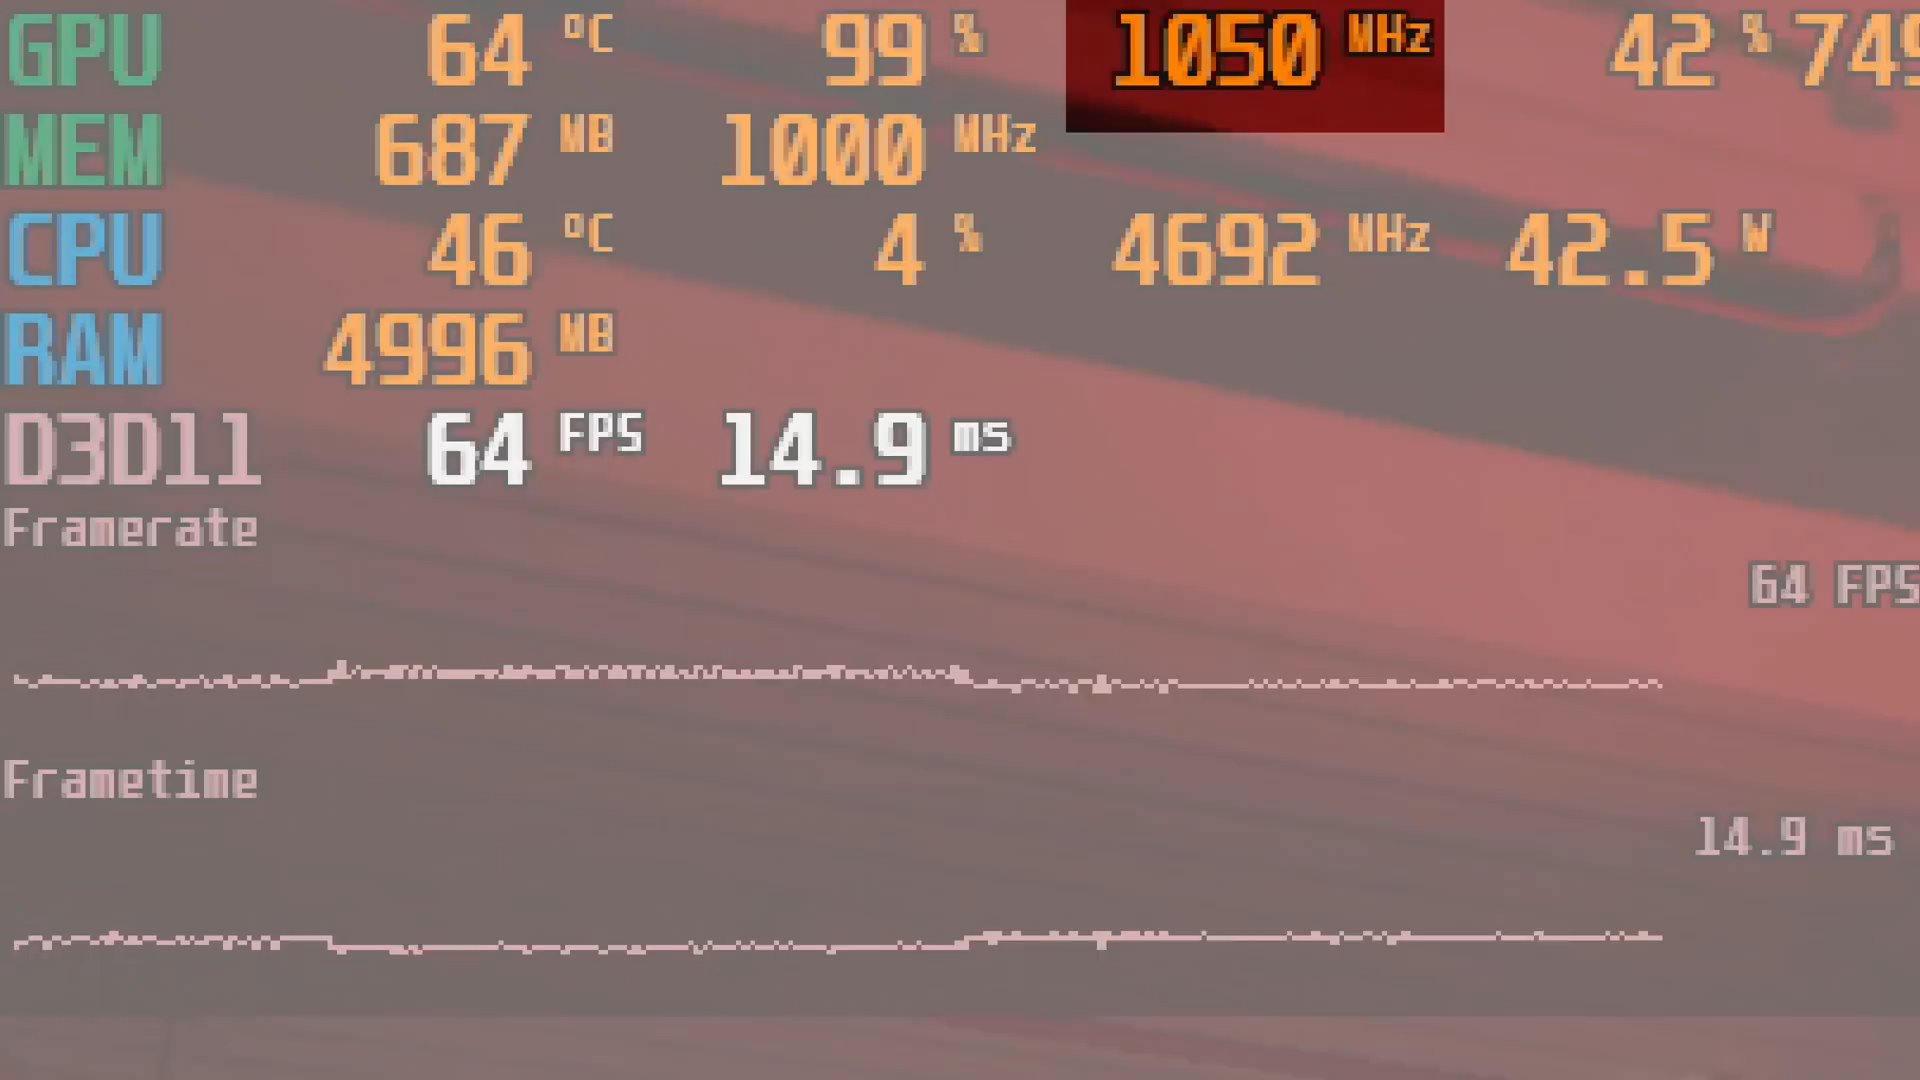 GPU 64 °C 99 % 1050 MHz 42 % 749
MEM 687 MB 1000 MHz
CPU 46 °C 4 % 4692 MHz 42.5 W
RAM 4996 MB
D3D11 64 FPS 14.9 ms
Framerate
64 FPS
Frametime
14.9 ms